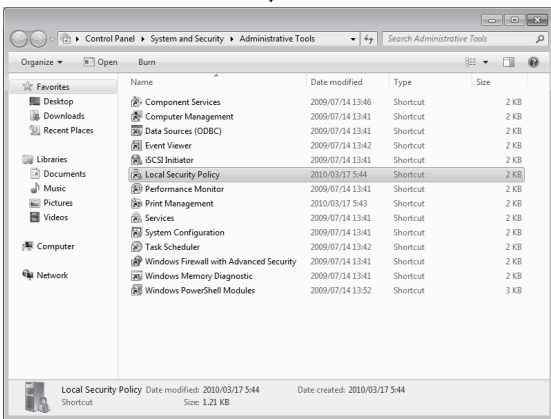 Control Panel ▸ System and Security ▸ Administrative Tools
Search Administrative Tools
Organize ▾ Open Burn
Name Date modified Type Size
Favorites
Desktop
Downloads
Recent Places
Libraries
Documents
Music
Pictures
Videos
Computer
Network
Component Services 2009/07/14 13:46 Shortcut 2 KB
Computer Management 2009/07/14 13:41 Shortcut 2 KB
Data Sources (ODBC) 2009/07/14 13:41 Shortcut 2 KB
Event Viewer 2009/07/14 13:42 Shortcut 2 KB
iSCSI Initiator 2009/07/14 13:41 Shortcut 2 KB
Local Security Policy 2010/03/17 5:44 Shortcut 2 KB
Performance Monitor 2009/07/14 13:41 Shortcut 2 KB
Print Management 2010/03/17 5:43 Shortcut 2 KB
Services 2009/07/14 13:41 Shortcut 2 KB
System Configuration 2009/07/14 13:41 Shortcut 2 KB
Task Scheduler 2009/07/14 13:42 Shortcut 2 KB
Windows Firewall with Advanced Security 2009/07/14 13:41 Shortcut 2 KB
Windows Memory Diagnostic 2009/07/14 13:41 Shortcut 2 KB
Windows PowerShell Modules 2009/07/14 13:52 Shortcut 3 KB
Local Security Policy Date modified: 2010/03/17 5:44 Date created: 2010/03/17 5:44
Shortcut Size: 1.21 KB